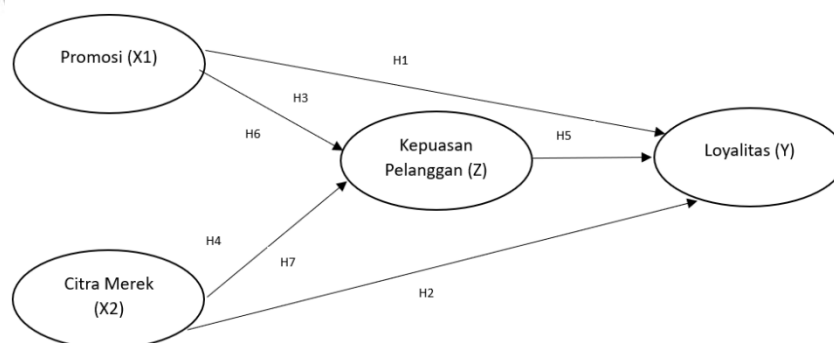 Promosi (X1)
H1
H3
H6
Kepuasan
Pelanggan (Z)
H5
Loyalitas (Y)
H4
H7
Citra Merek
(X2)
H2